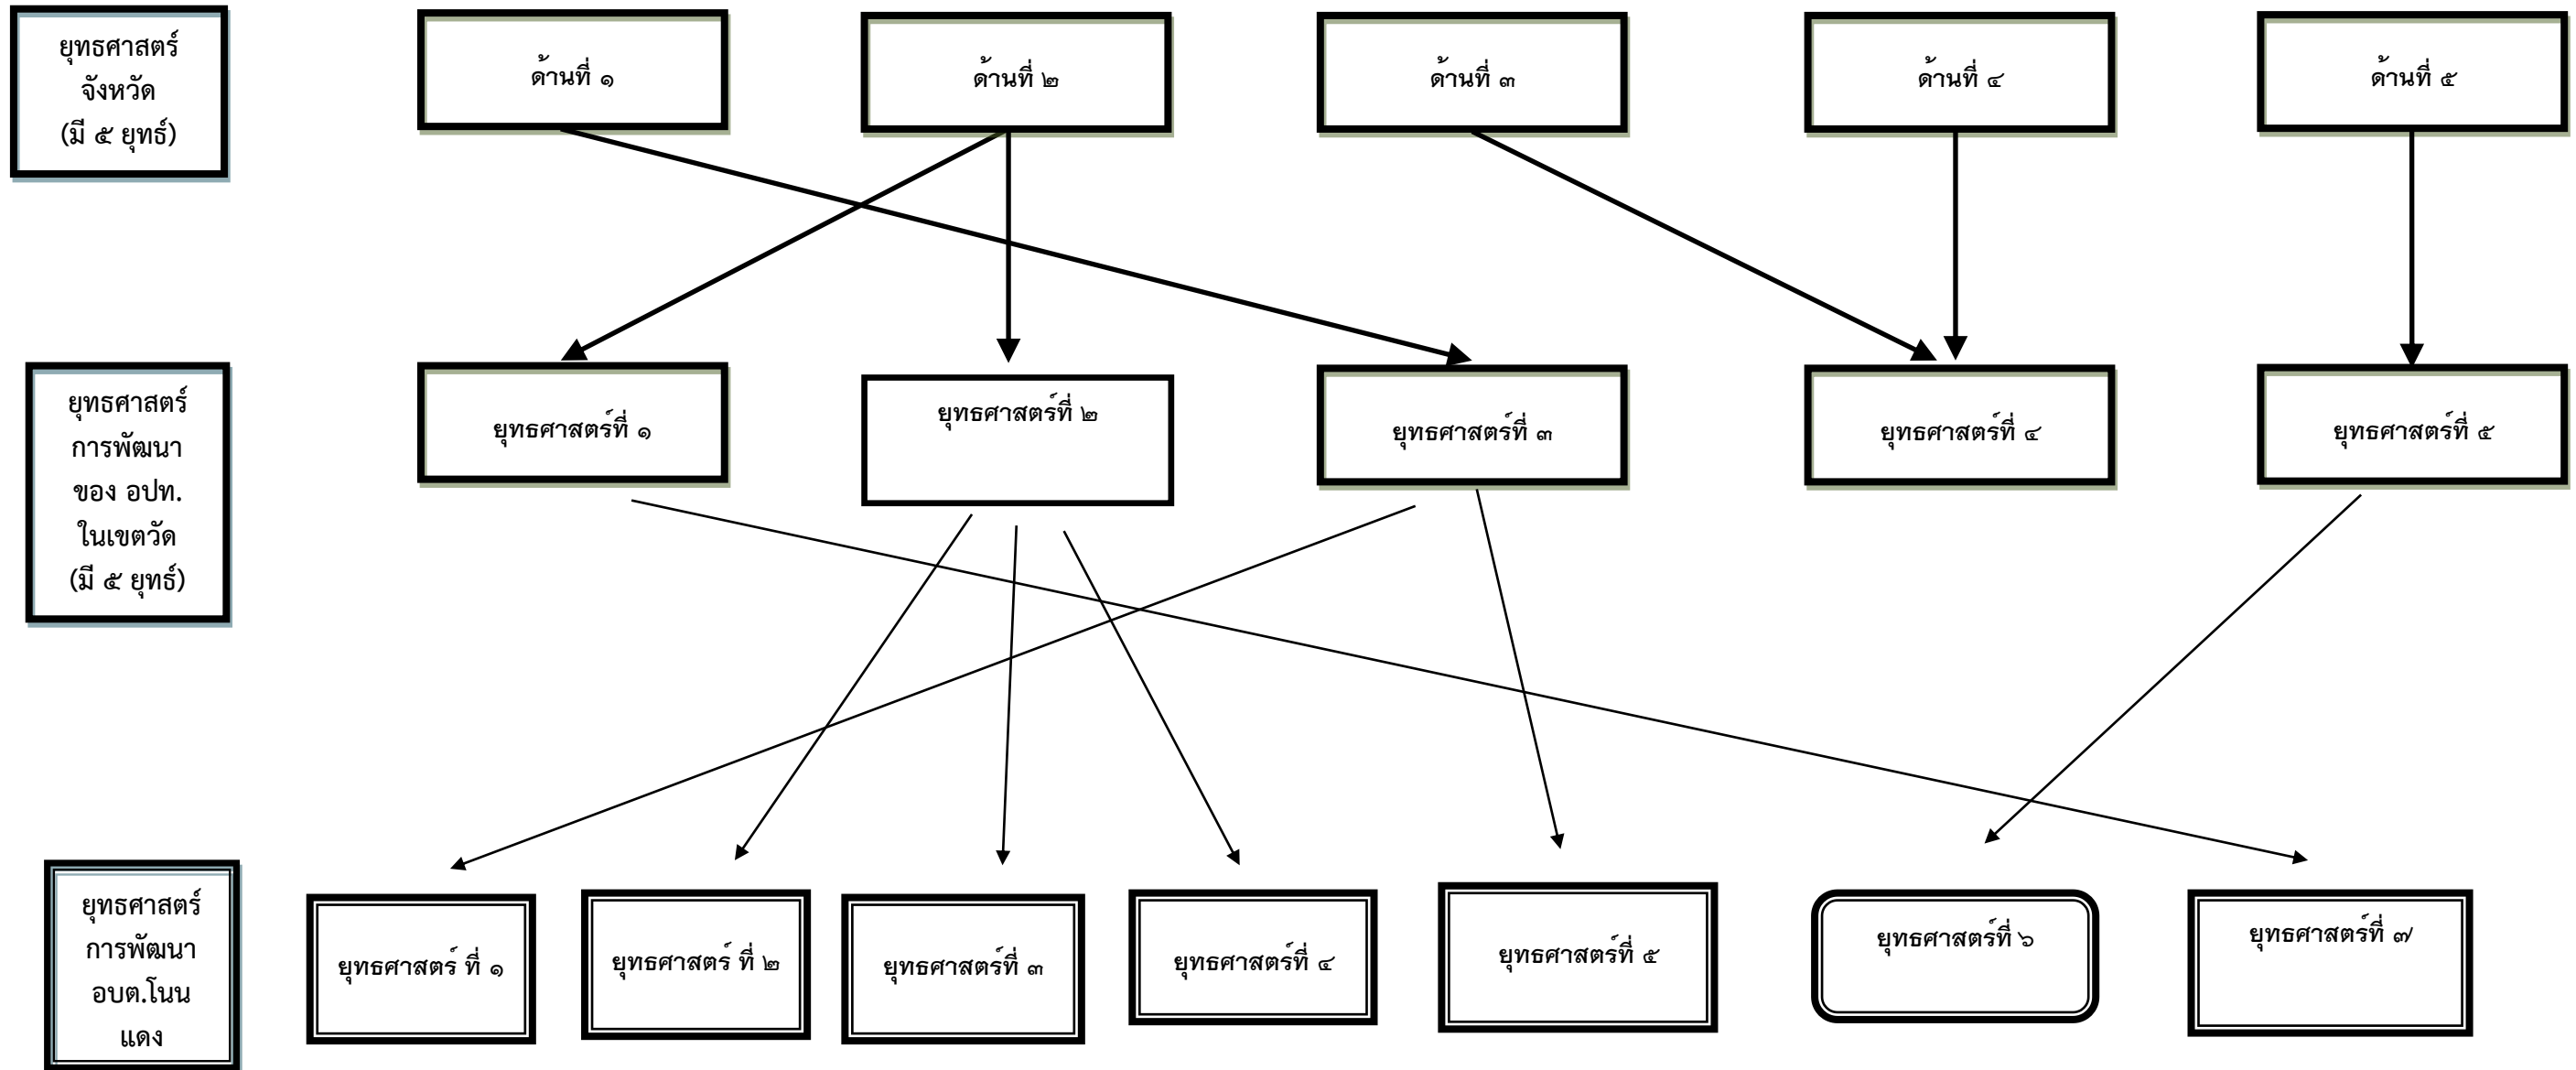 ยุทธศาสตร์
จังหวัด
(มี ๕ ยุทธ์)
ด้านที่ ๑
ด้านที่ ๒
ด้านที่ ๓
ด้านที่ ๔
ด้านที่ ๕
ยุทธศาสตร์
การพัฒนา
ของ อปท.
ในเขตวัด
(มี ๕ ยุทธ์)
ยุทธศาสตร์ที่ ๑
ยุทธศาสตร์ที่ ๒
ยุทธศาสตร์ที่ ๓
ยุทธศาสตร์ที่ ๔
ยุทธศาสตร์ที่ ๕
ยุทธศาสตร์
การพัฒนา
อบต.โนน
แดง
ยุทธศาสตร์ ที่ ๑
ยุทธศาสตร์ ที่ ๒
ยุทธศาสตร์ที่ ๓
ยุทธศาสตร์ที่ ๔
ยุทธศาสตร์ที่ ๕
ยุทธศาสตร์ที่ ๖
ยุทธศาสตร์ที่ ๗